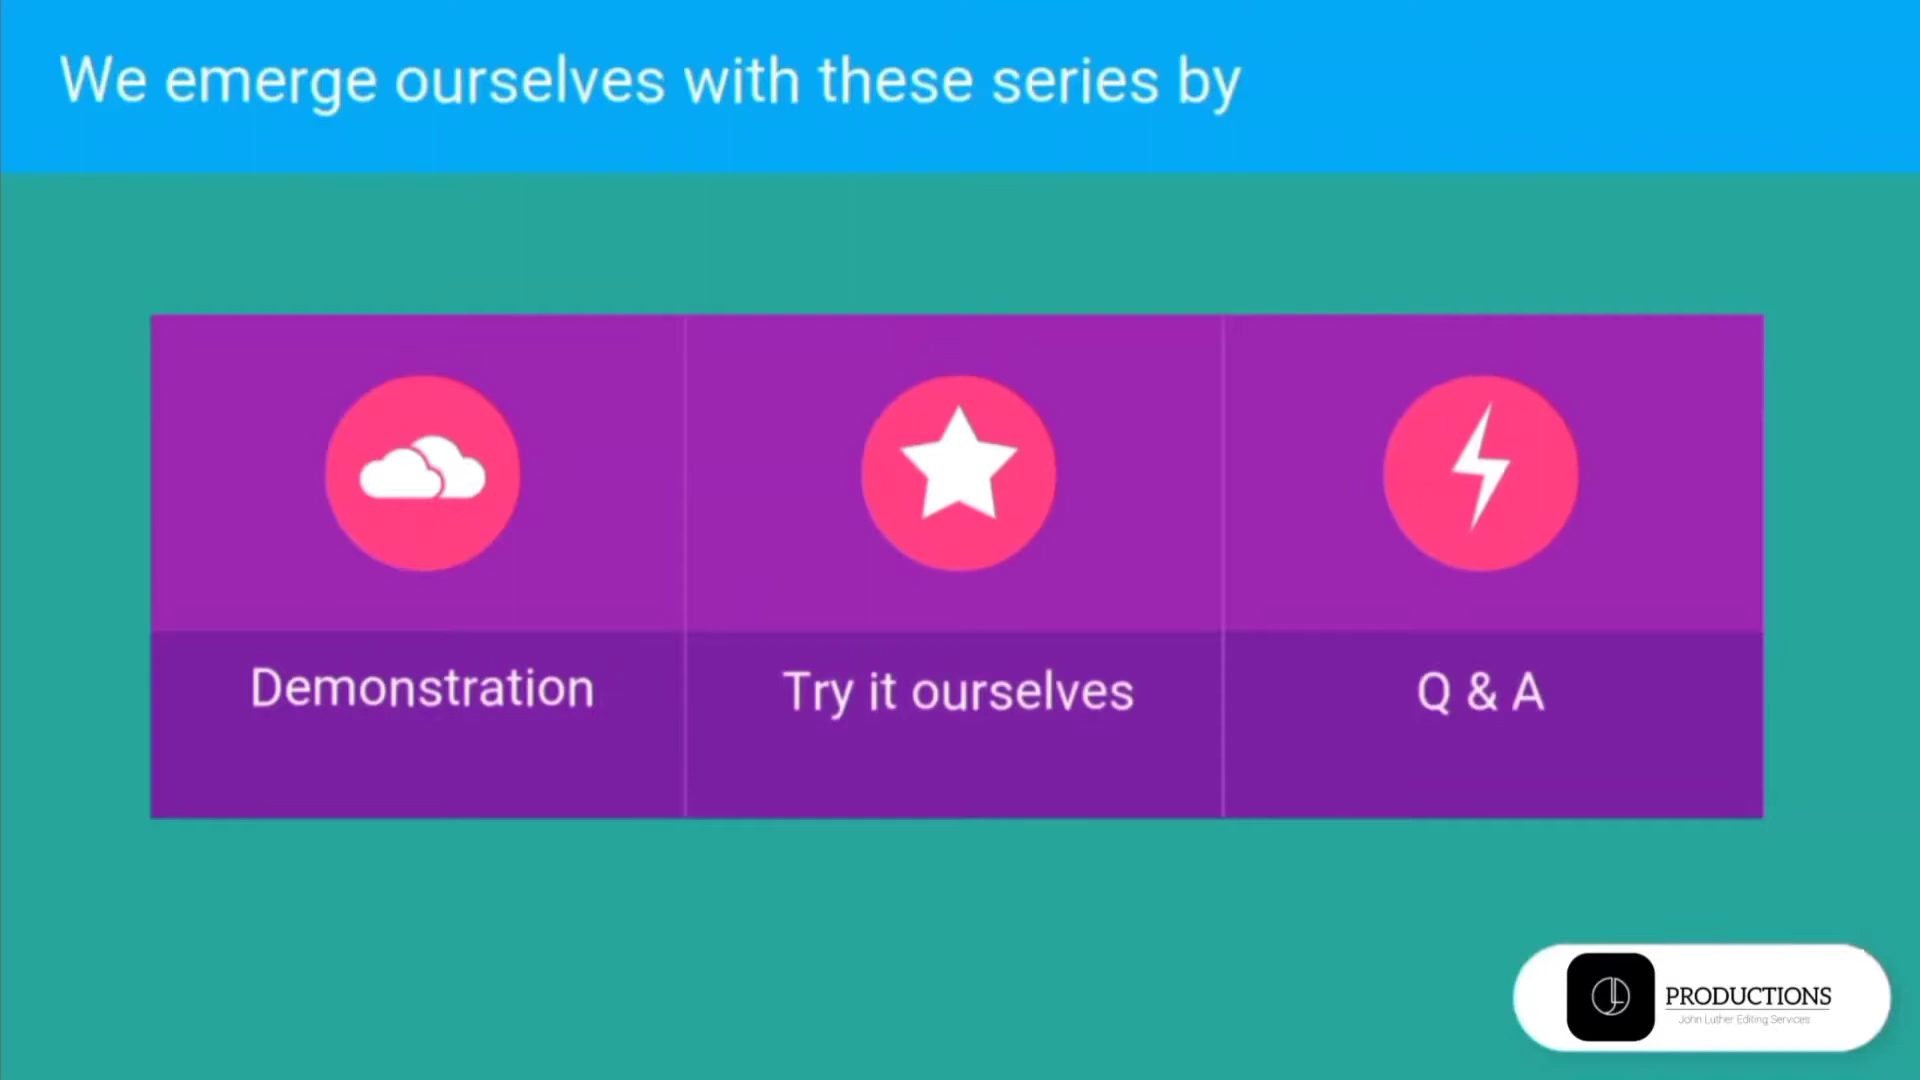 We emerge ourselves with these series by
Demonstration
Try it ourselves
Q & A
PRODUCTIONS
John Luther Editing Services